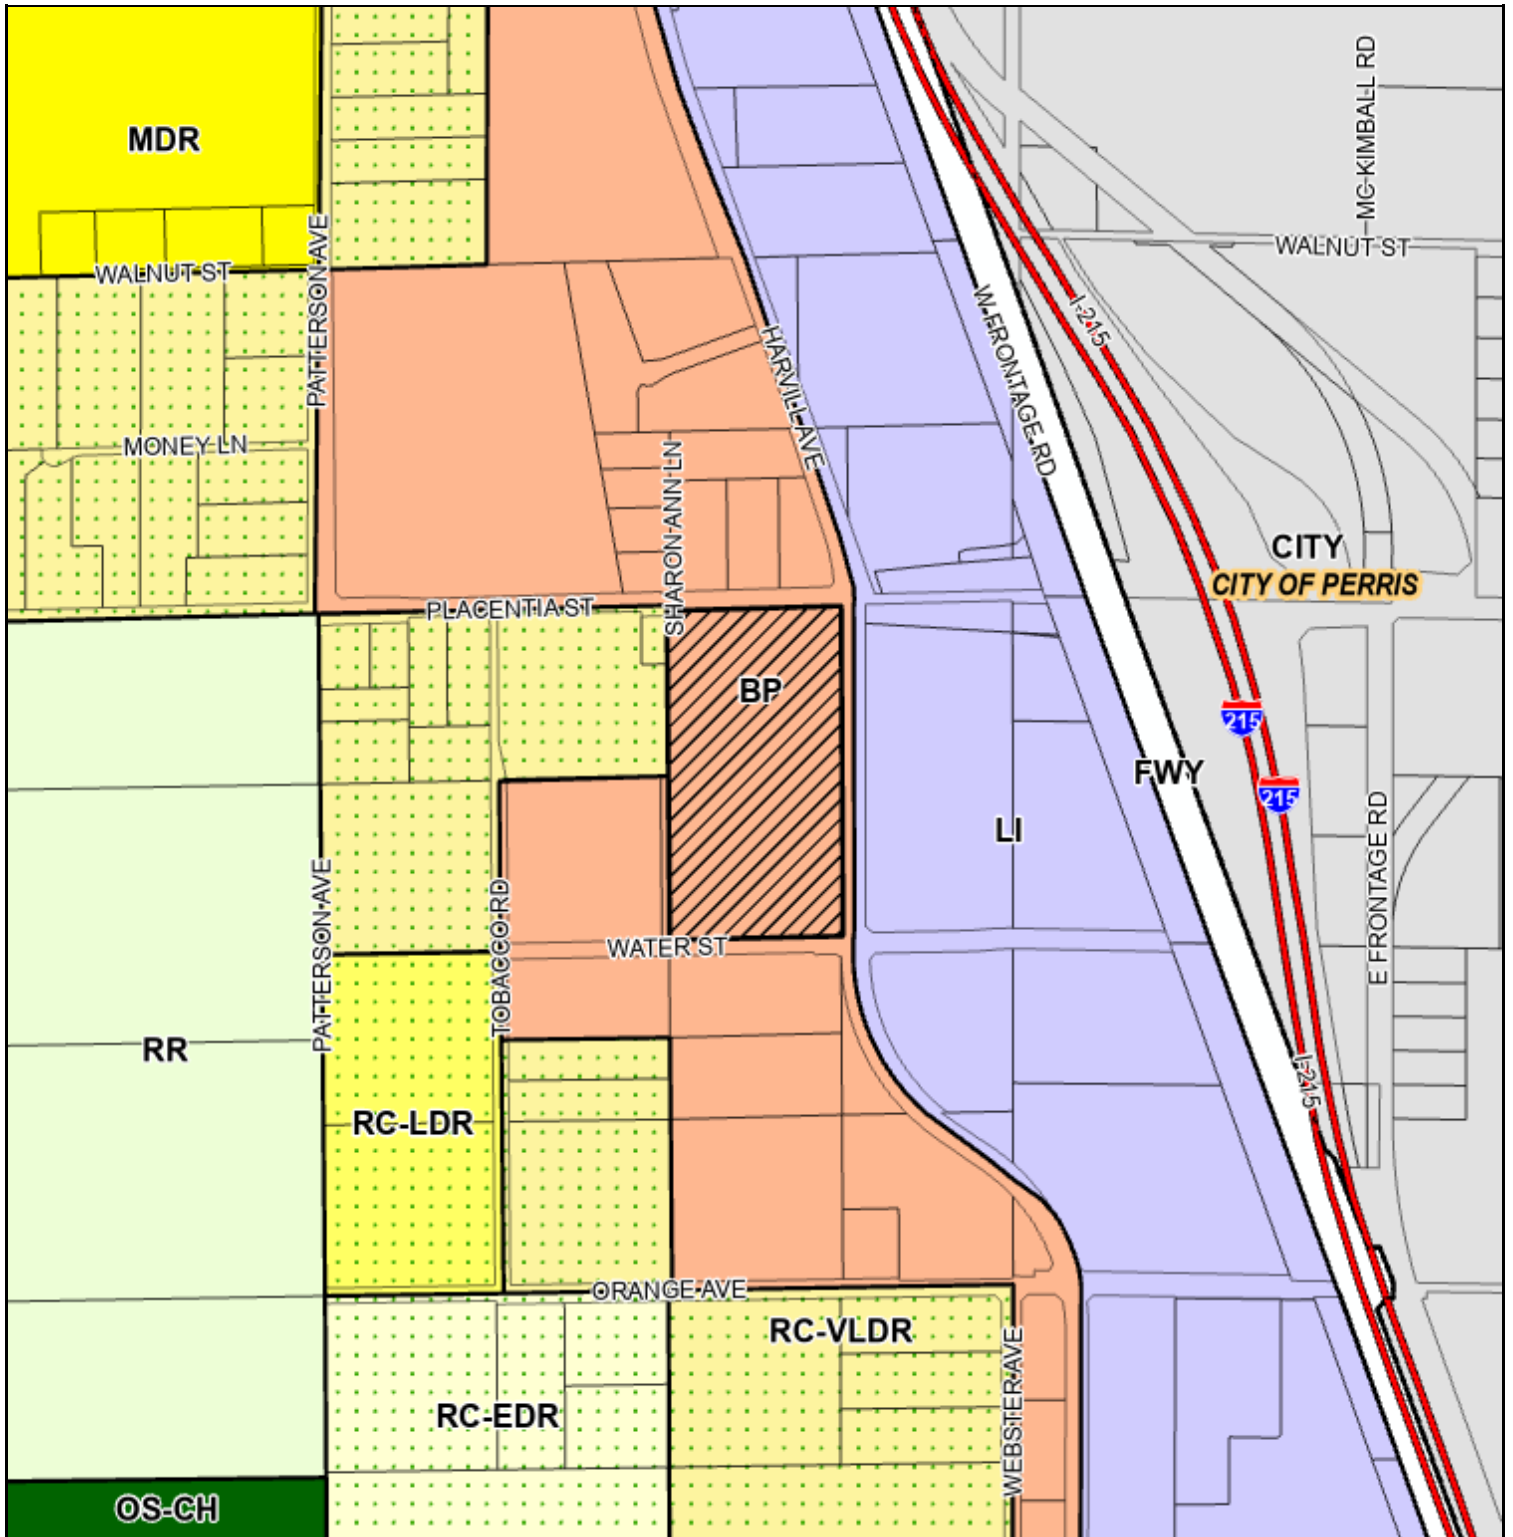 MC KIMBALL RD
MDR
PATTERSON AVE
WALNUT ST
WALNUT ST
W FRONTAGE RD
I-215
HARVILL AVE
MONEY LN
SHARON ANN LN
CITY
CITY OF PERRIS
PLACENTIA ST
BP
215
FWY
215
LI
E FRONTAGE RD
PATTERSON AVE
TOBACCO RD
WATER ST
RR
I-215
RC-LDR
ORANGE AVE
RC-VLDR
WEBSTER AVE
RC-EDR
OS-CH